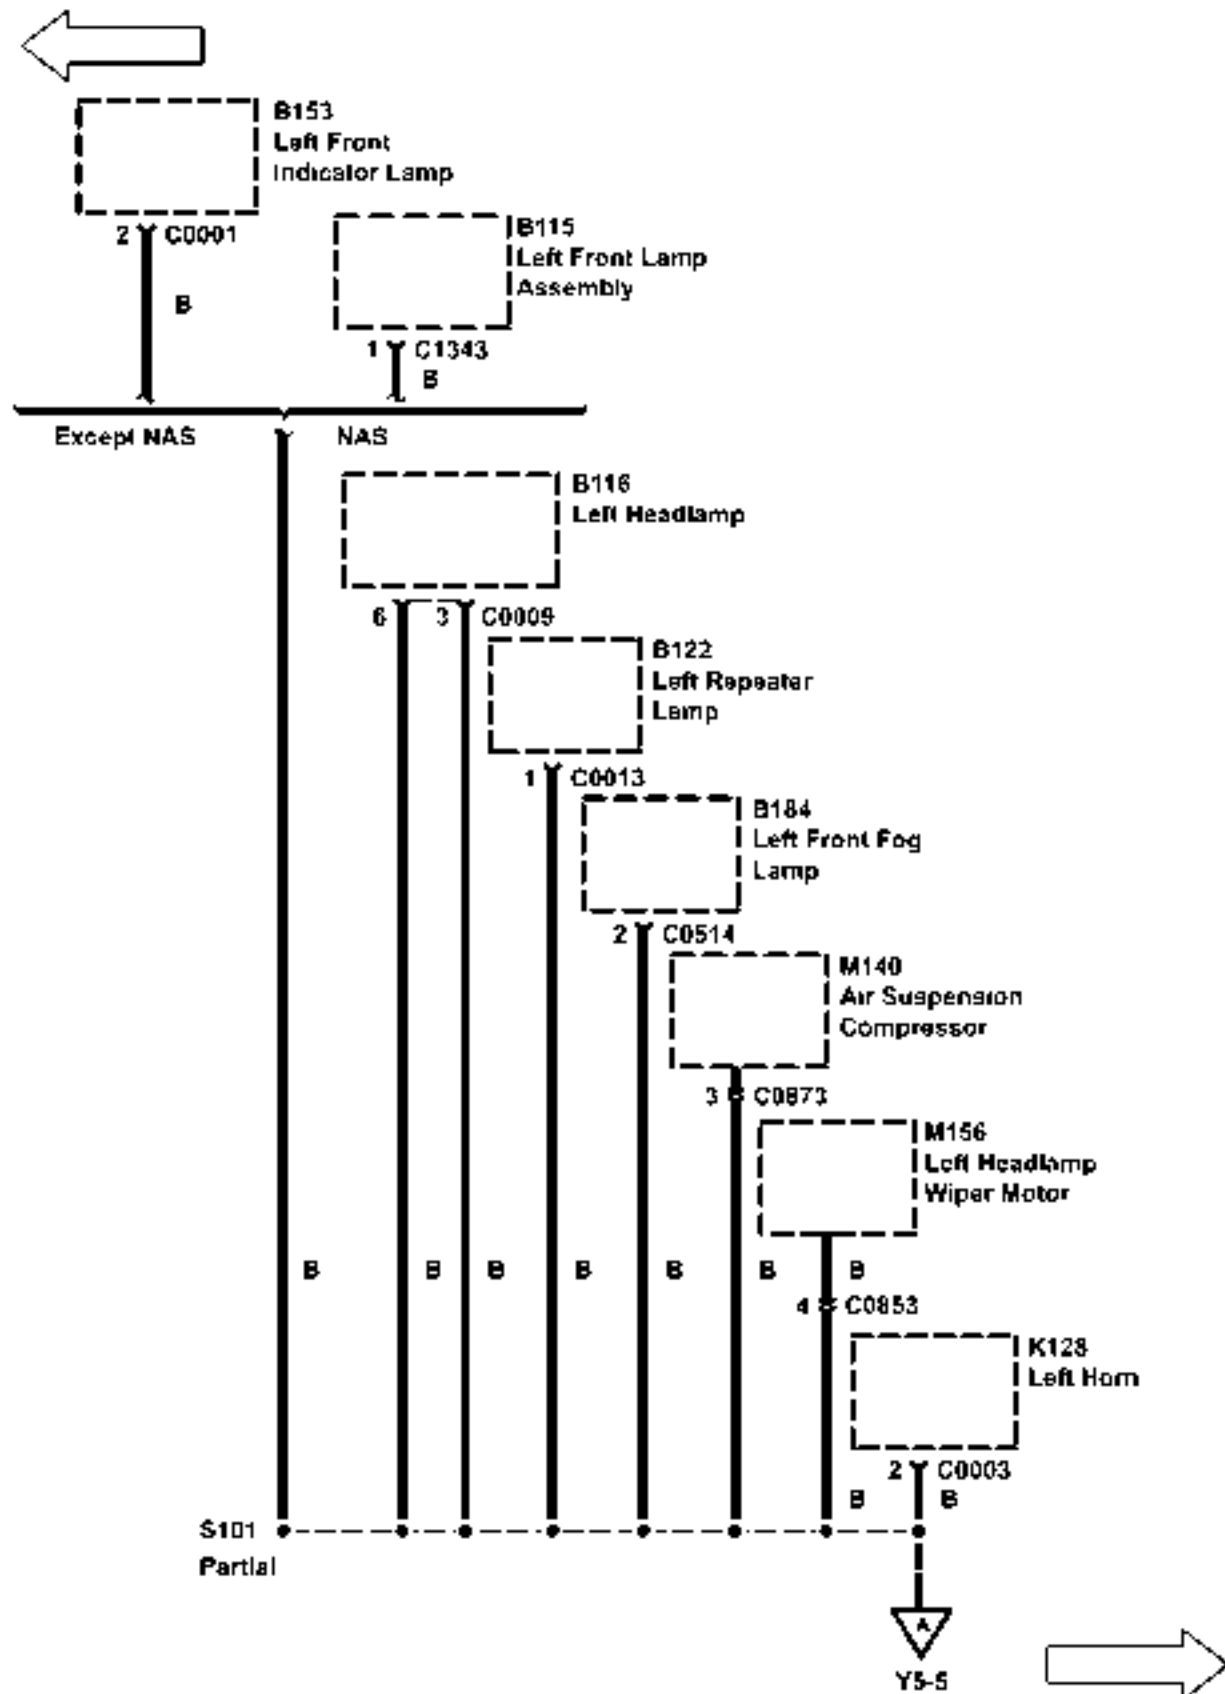 B153
Left Front
Indicator Lamp
2 C0001
B
B115
Left Front Lamp
Assembly
1 C1343
B
Except NAS NAS
B116
Left Headlamp
6 3 C0009
B122
Left Repeater
Lamp
1 C0013
B184
Left Front Fog
Lamp
2 C0514
M140
Air Suspension
Compressor
3 C0873
M156
Left Headlamp
Wiper Motor
B B B B B B B
4 C0853
K128
Left Horn
2 C0003
B B
S101
Partial
A
Y5-5